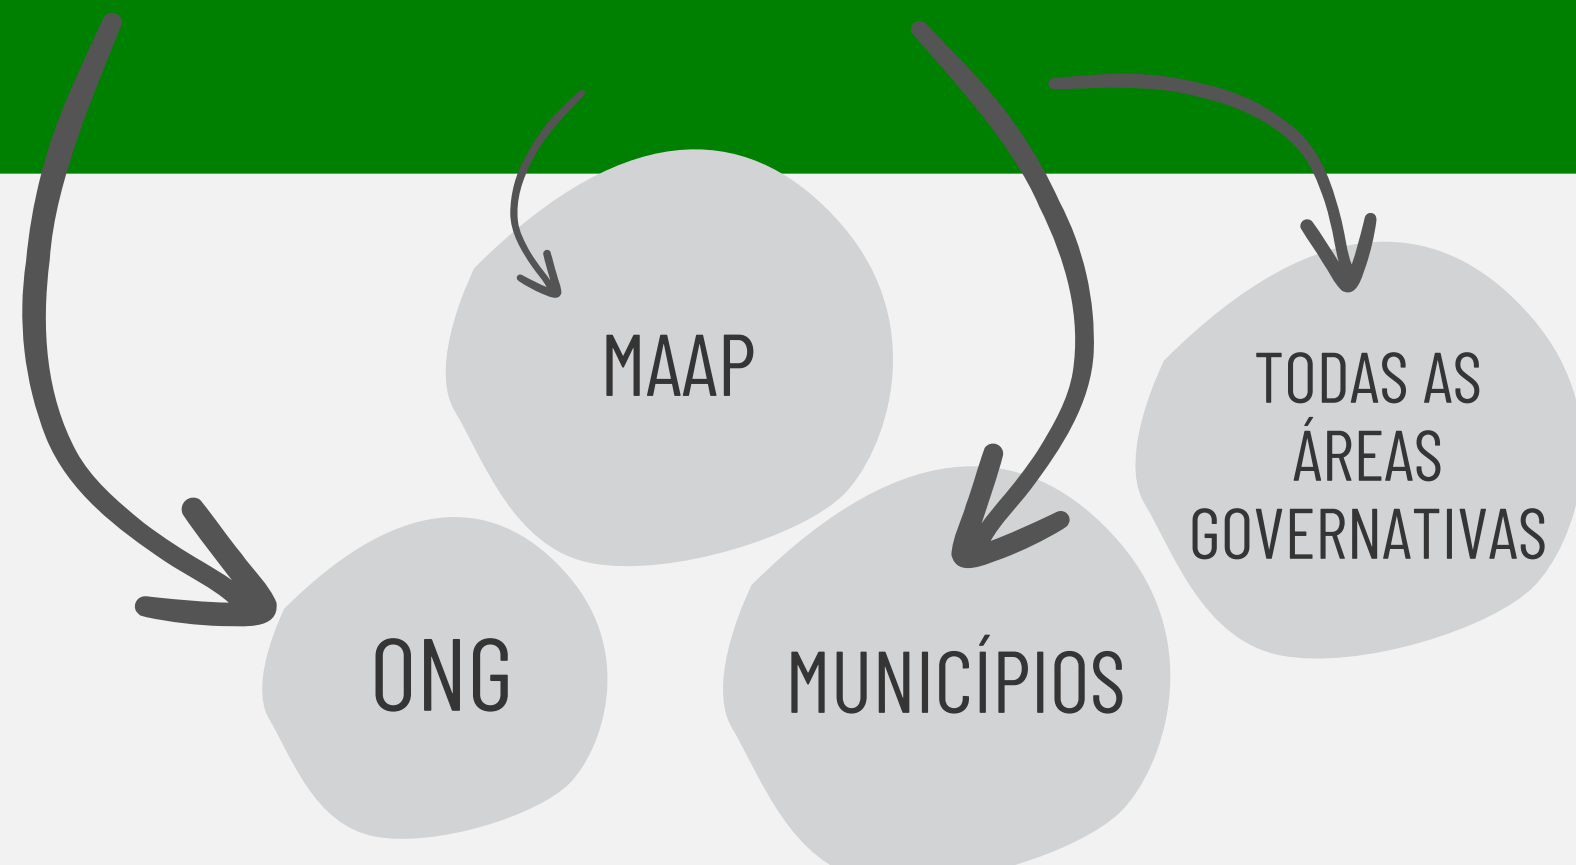 MAAP
TODAS AS
ÁREAS
GOVERNATIVAS
ONG
MUNICÍPIOS